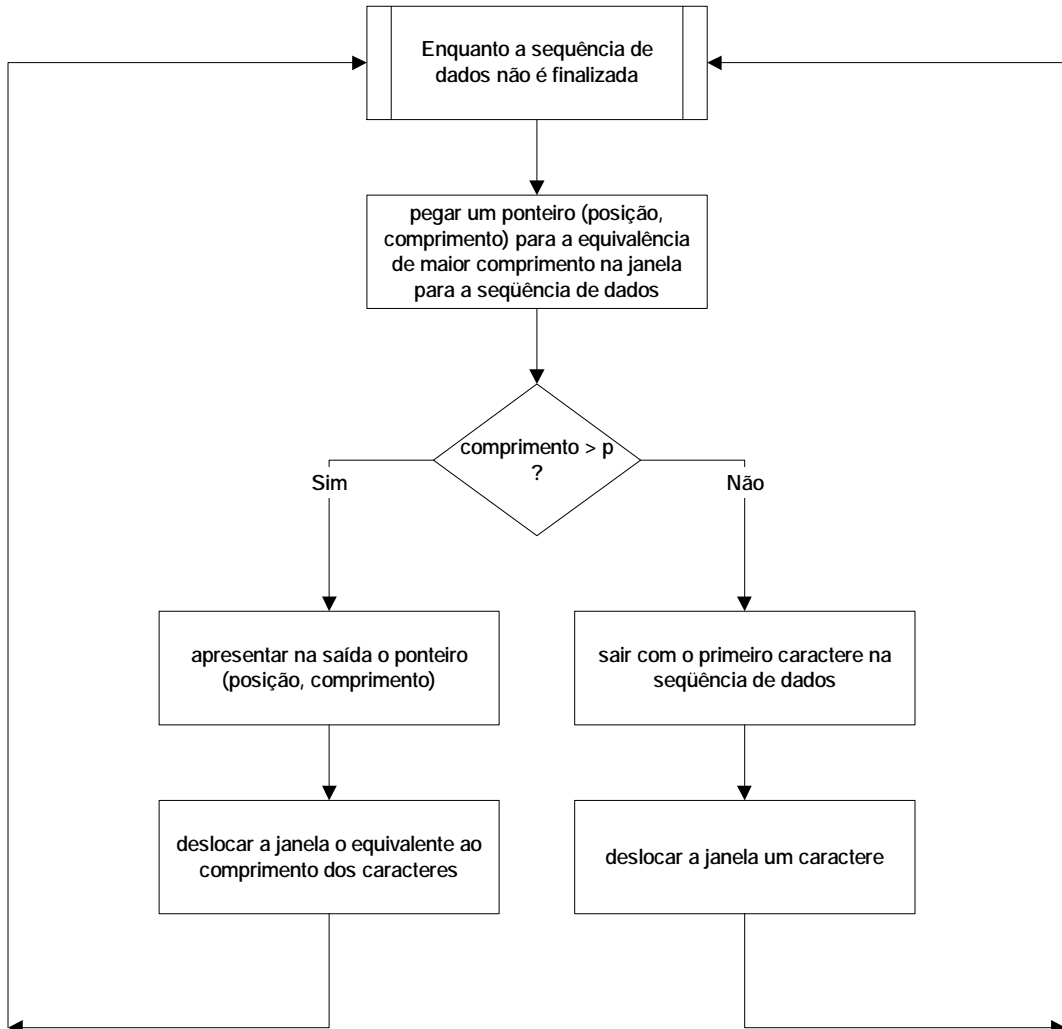 Enquanto a sequência de
dados não é finalizada
pegar um ponteiro (posição,
comprimento) para a equivalência
de maior comprimento na janela
para a seqüência de dados
comprimento > p
?
Sim
Não
apresentar na saída o ponteiro
(posição, comprimento)
sair com o primeiro caractere na
seqüência de dados
deslocar a janela o equivalente ao
comprimento dos caracteres
deslocar a janela um caractere